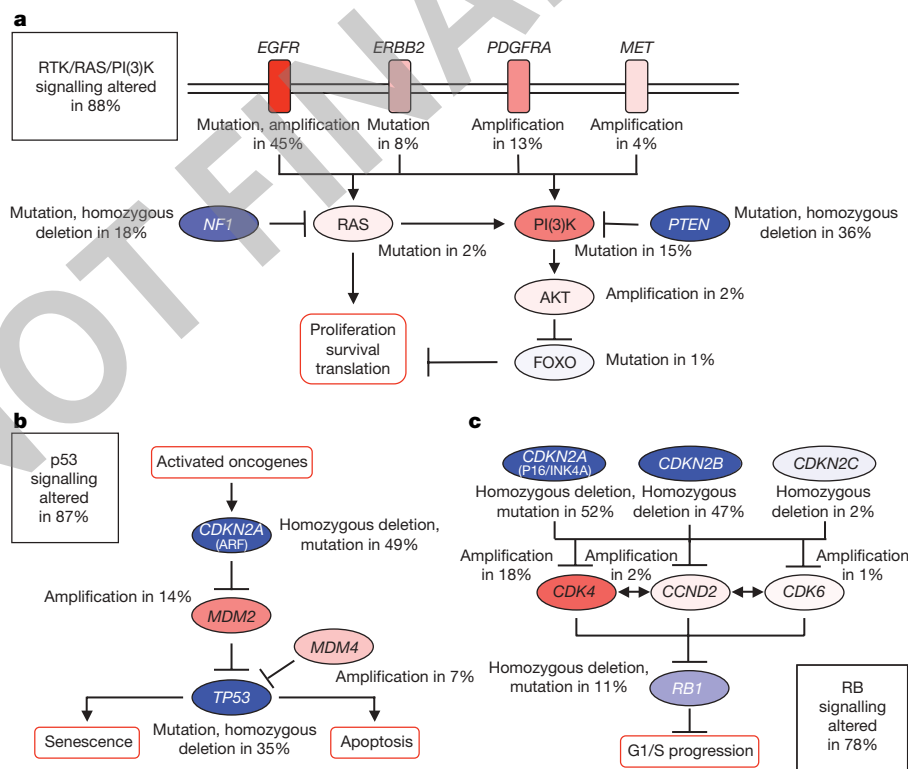 a
RTK/RAS/PI(3)K
signalling altered
in 88%
EGFR
ERBB2
PDGFRA
MET
Mutation, amplification
in 45%
Mutation
in 8%
Amplification
in 13%
Amplification
in 4%
Mutation, homozygous
deletion in 18%
NF1
RAS
Mutation in 2%
PI(3)K
Mutation in 15%
PTEN
Mutation, homozygous
deletion in 36%
AKT
Amplification in 2%
Proliferation
survival
translation
FOXO
Mutation in 1%
NOT FINA
b
p53
signalling
altered
in 87%
Activated oncogenes
CDKN2A
(ARF)
Homozygous deletion,
mutation in 49%
Amplification in 14%
MDM2
MDM4
Amplification in 7%
TP53
Mutation, homozygous
deletion in 35%
Senescence
Apoptosis
c
CDKN2A
(P16/INK4A)
CDKN2B
CDKN2C
Homozygous deletion,
mutation in 52%
Homozygous
deletion in 47%
Homozygous
deletion in 2%
Amplification
in 18%
Amplification
in 2%
Amplification
in 1%
CDK4
CCND2
CDK6
Homozygous deletion,
mutation in 11%
RB1
G1/S progression
RB
signalling
altered
in 78%